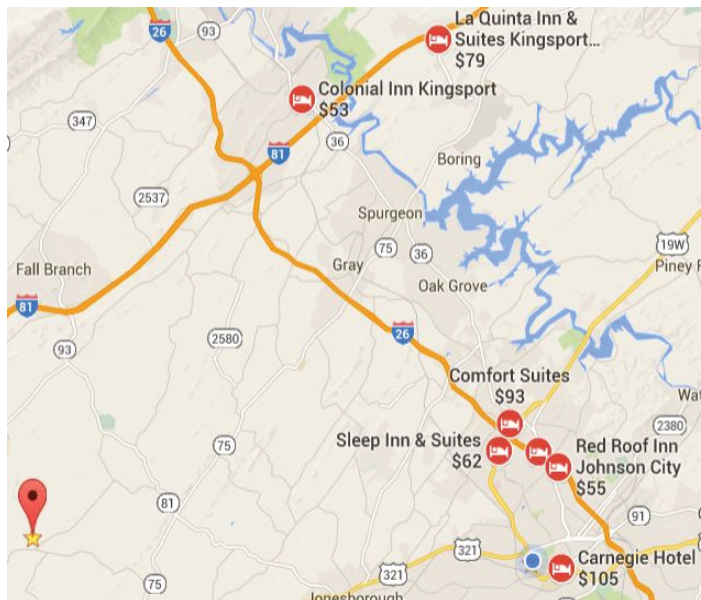 La Quinta Inn &
Suites Kingsport...
$79
26
93
Colonial Inn Kingsport
$53
347
36
81
Boring
2537
Spurgeon
19W
75
36
Fall Branch
Gray
Piney
Oak Grove
81
26
93
2580
Comfort Suites
$93
Wat
2380
75
Sleep Inn & Suites
$62
Red Roof Inn
Johnson City
$55
81
91
321
321
Carnegie Hotel
$105
75
Jonesborough